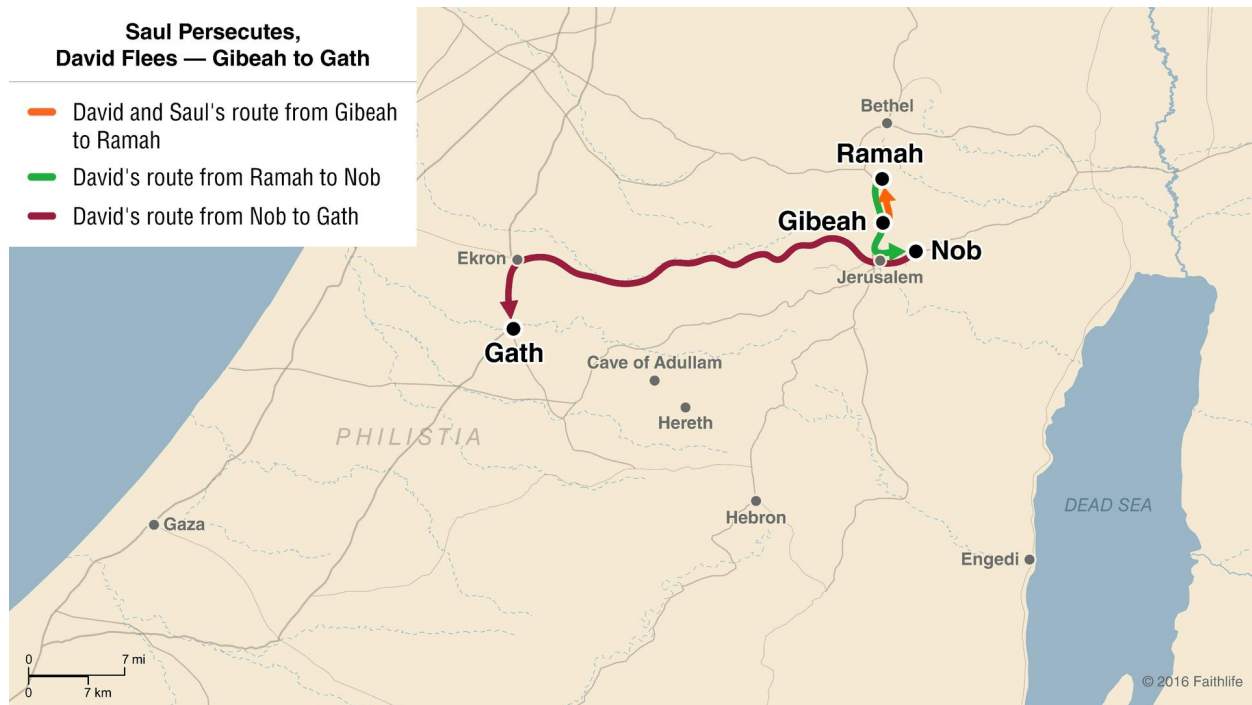 Saul Persecutes,
David Flees — Gibeah to Gath
David and Saul's route from Gibeah
to Ramah
David's route from Ramah to Nob
David's route from Nob to Gath
Bethel
Ramah
Gibeah
Nob
Ekron
Jerusalem
Gath
Cave of Adullam
Hereth
PHILISTIA
Hebron
DEAD SEA
Gaza
Engedi
0 7 mi
0 7 km
© 2016 Faithlife